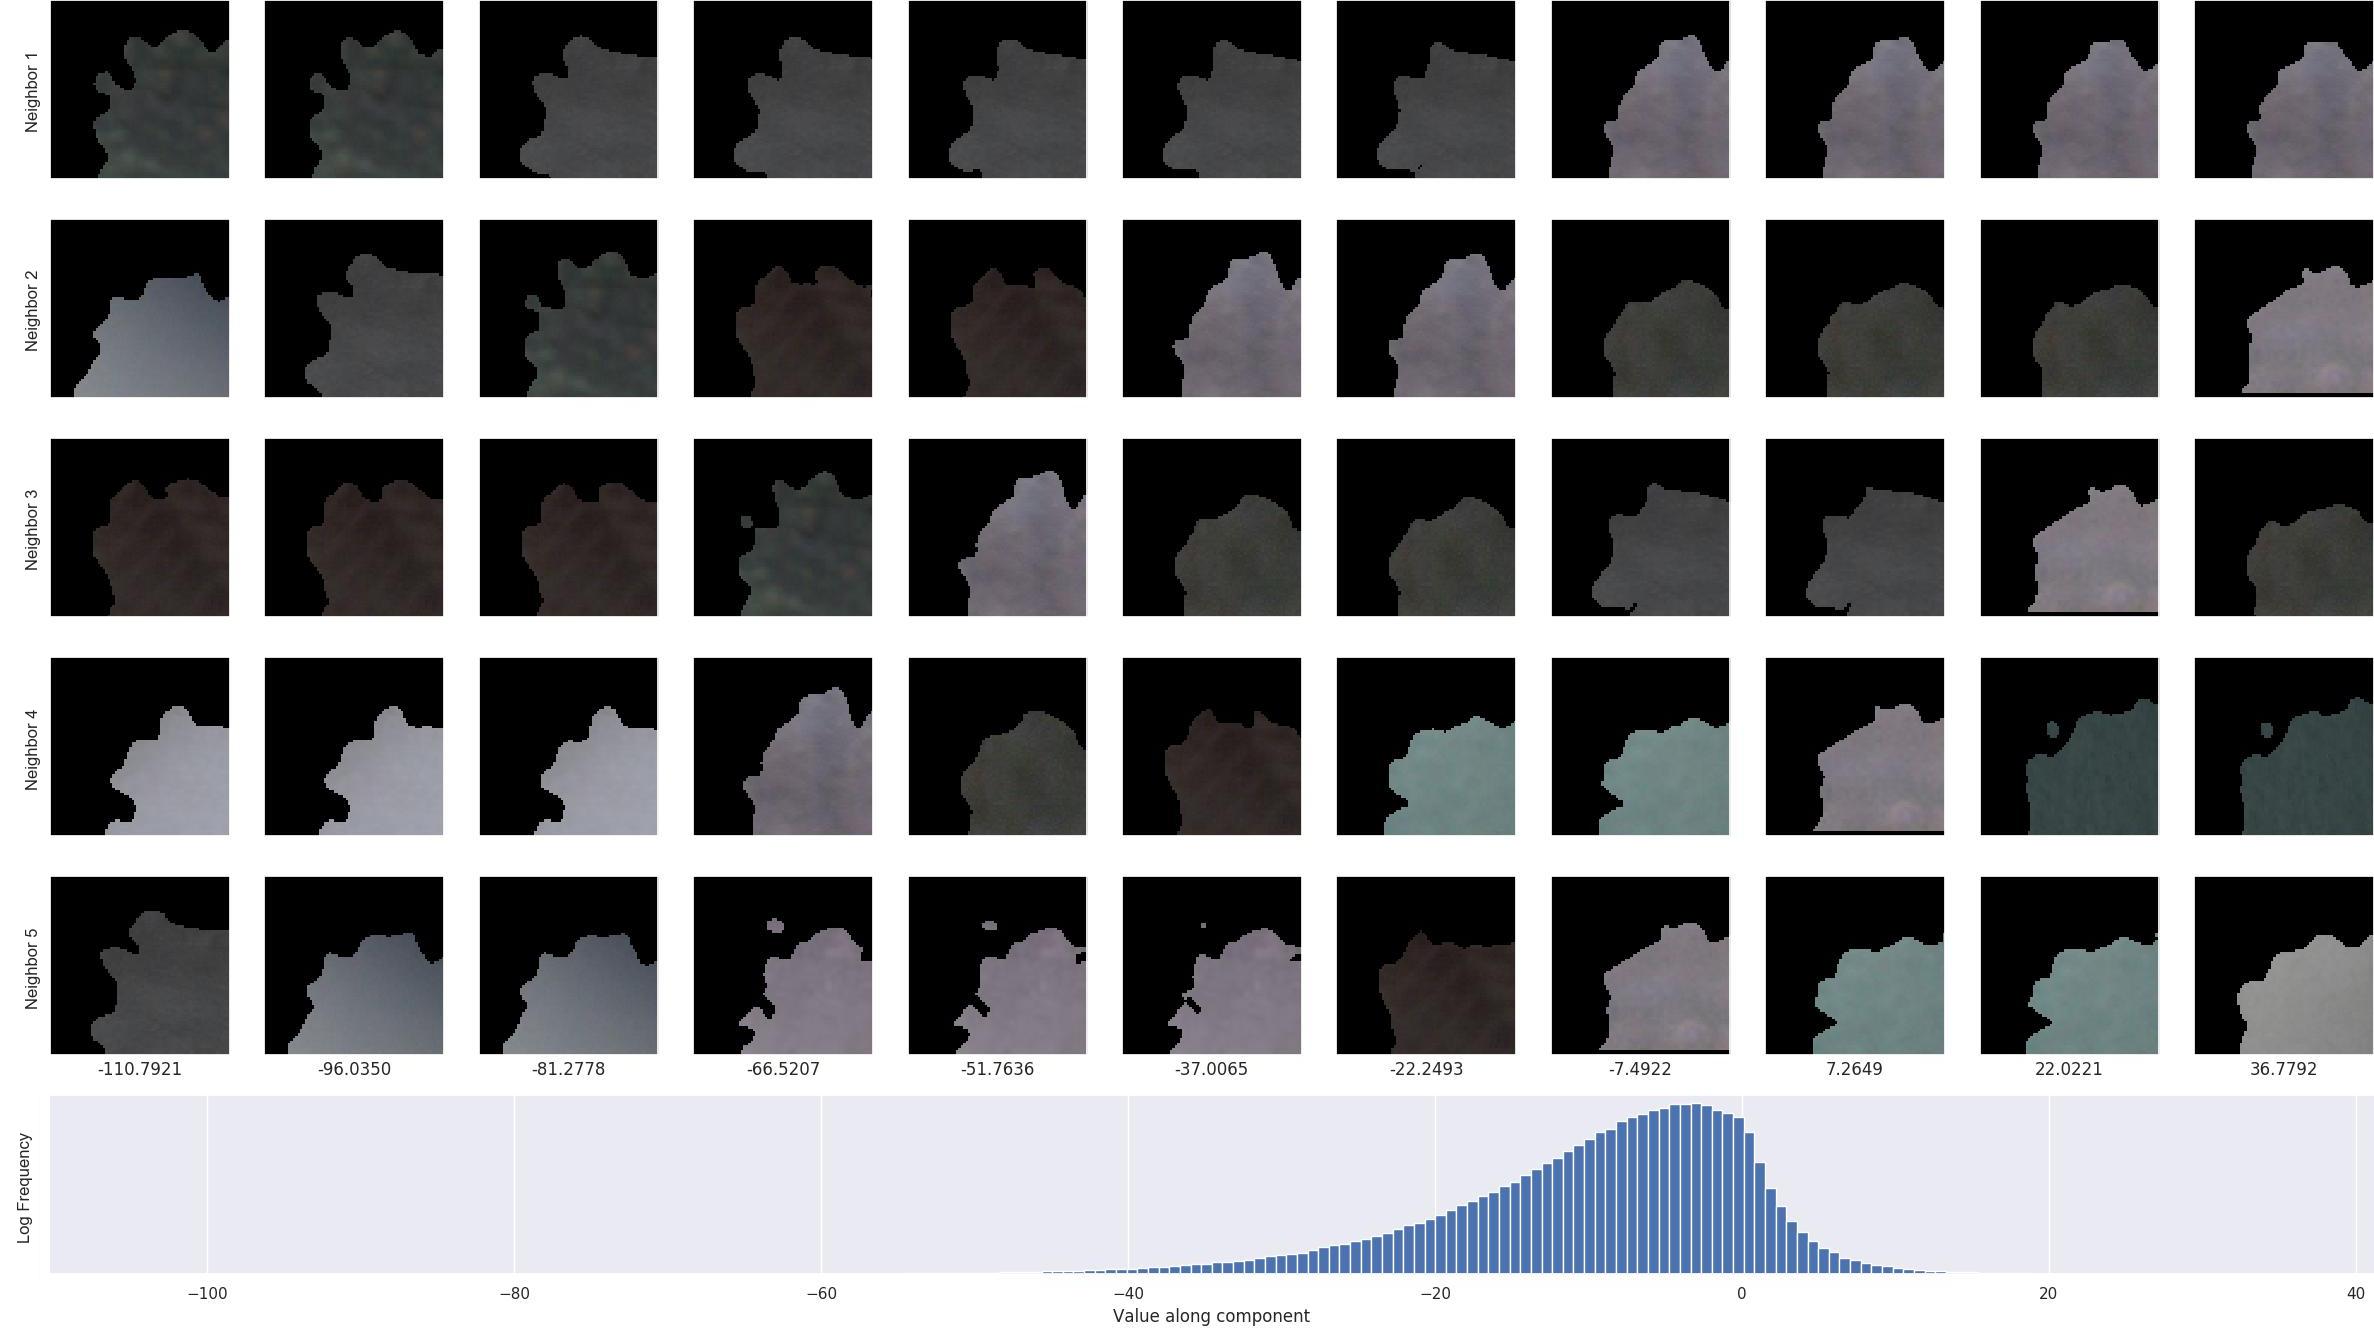 Neighbor 1
Neighbor 2
Neighbor 3
Neighbor 4
Neighbor 5
-110.7921 -96.0350 -81.2778 -66.5207 -51.7636 -37.0065 -22.2493 -7.4922 7.2649 22.0221 36.7792
Log Frequency
−100 −80 −60 −40 −20 0 20 40
Value along component